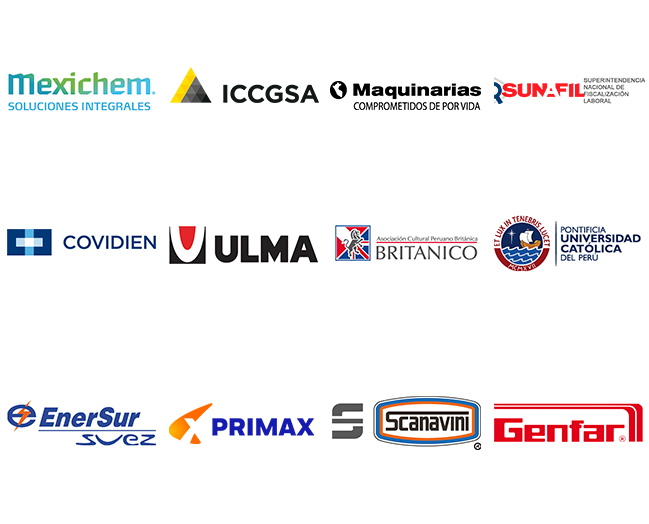 Mexichem.
SOLUCIONES INTEGRALES
ICCGSA
Maquinarias
COMPROMETIDOS DE POR VIDA
SUNAFIL
SUPERINTENDENCIA
NACIONAL DE
FISCALIZACIÓN
LABORAL
COVIDIEN
ULMA
Asociación Cultural Peruano Británica
BRITANICO
ET LUX IN TENEBRIS LUCET
MCMXVII
PONTIFICIA
UNIVERSIDAD
CATÓLICA
DEL PERÚ
EnerSur
SUEZ
PRIMAX
Scanavini
Genfar®